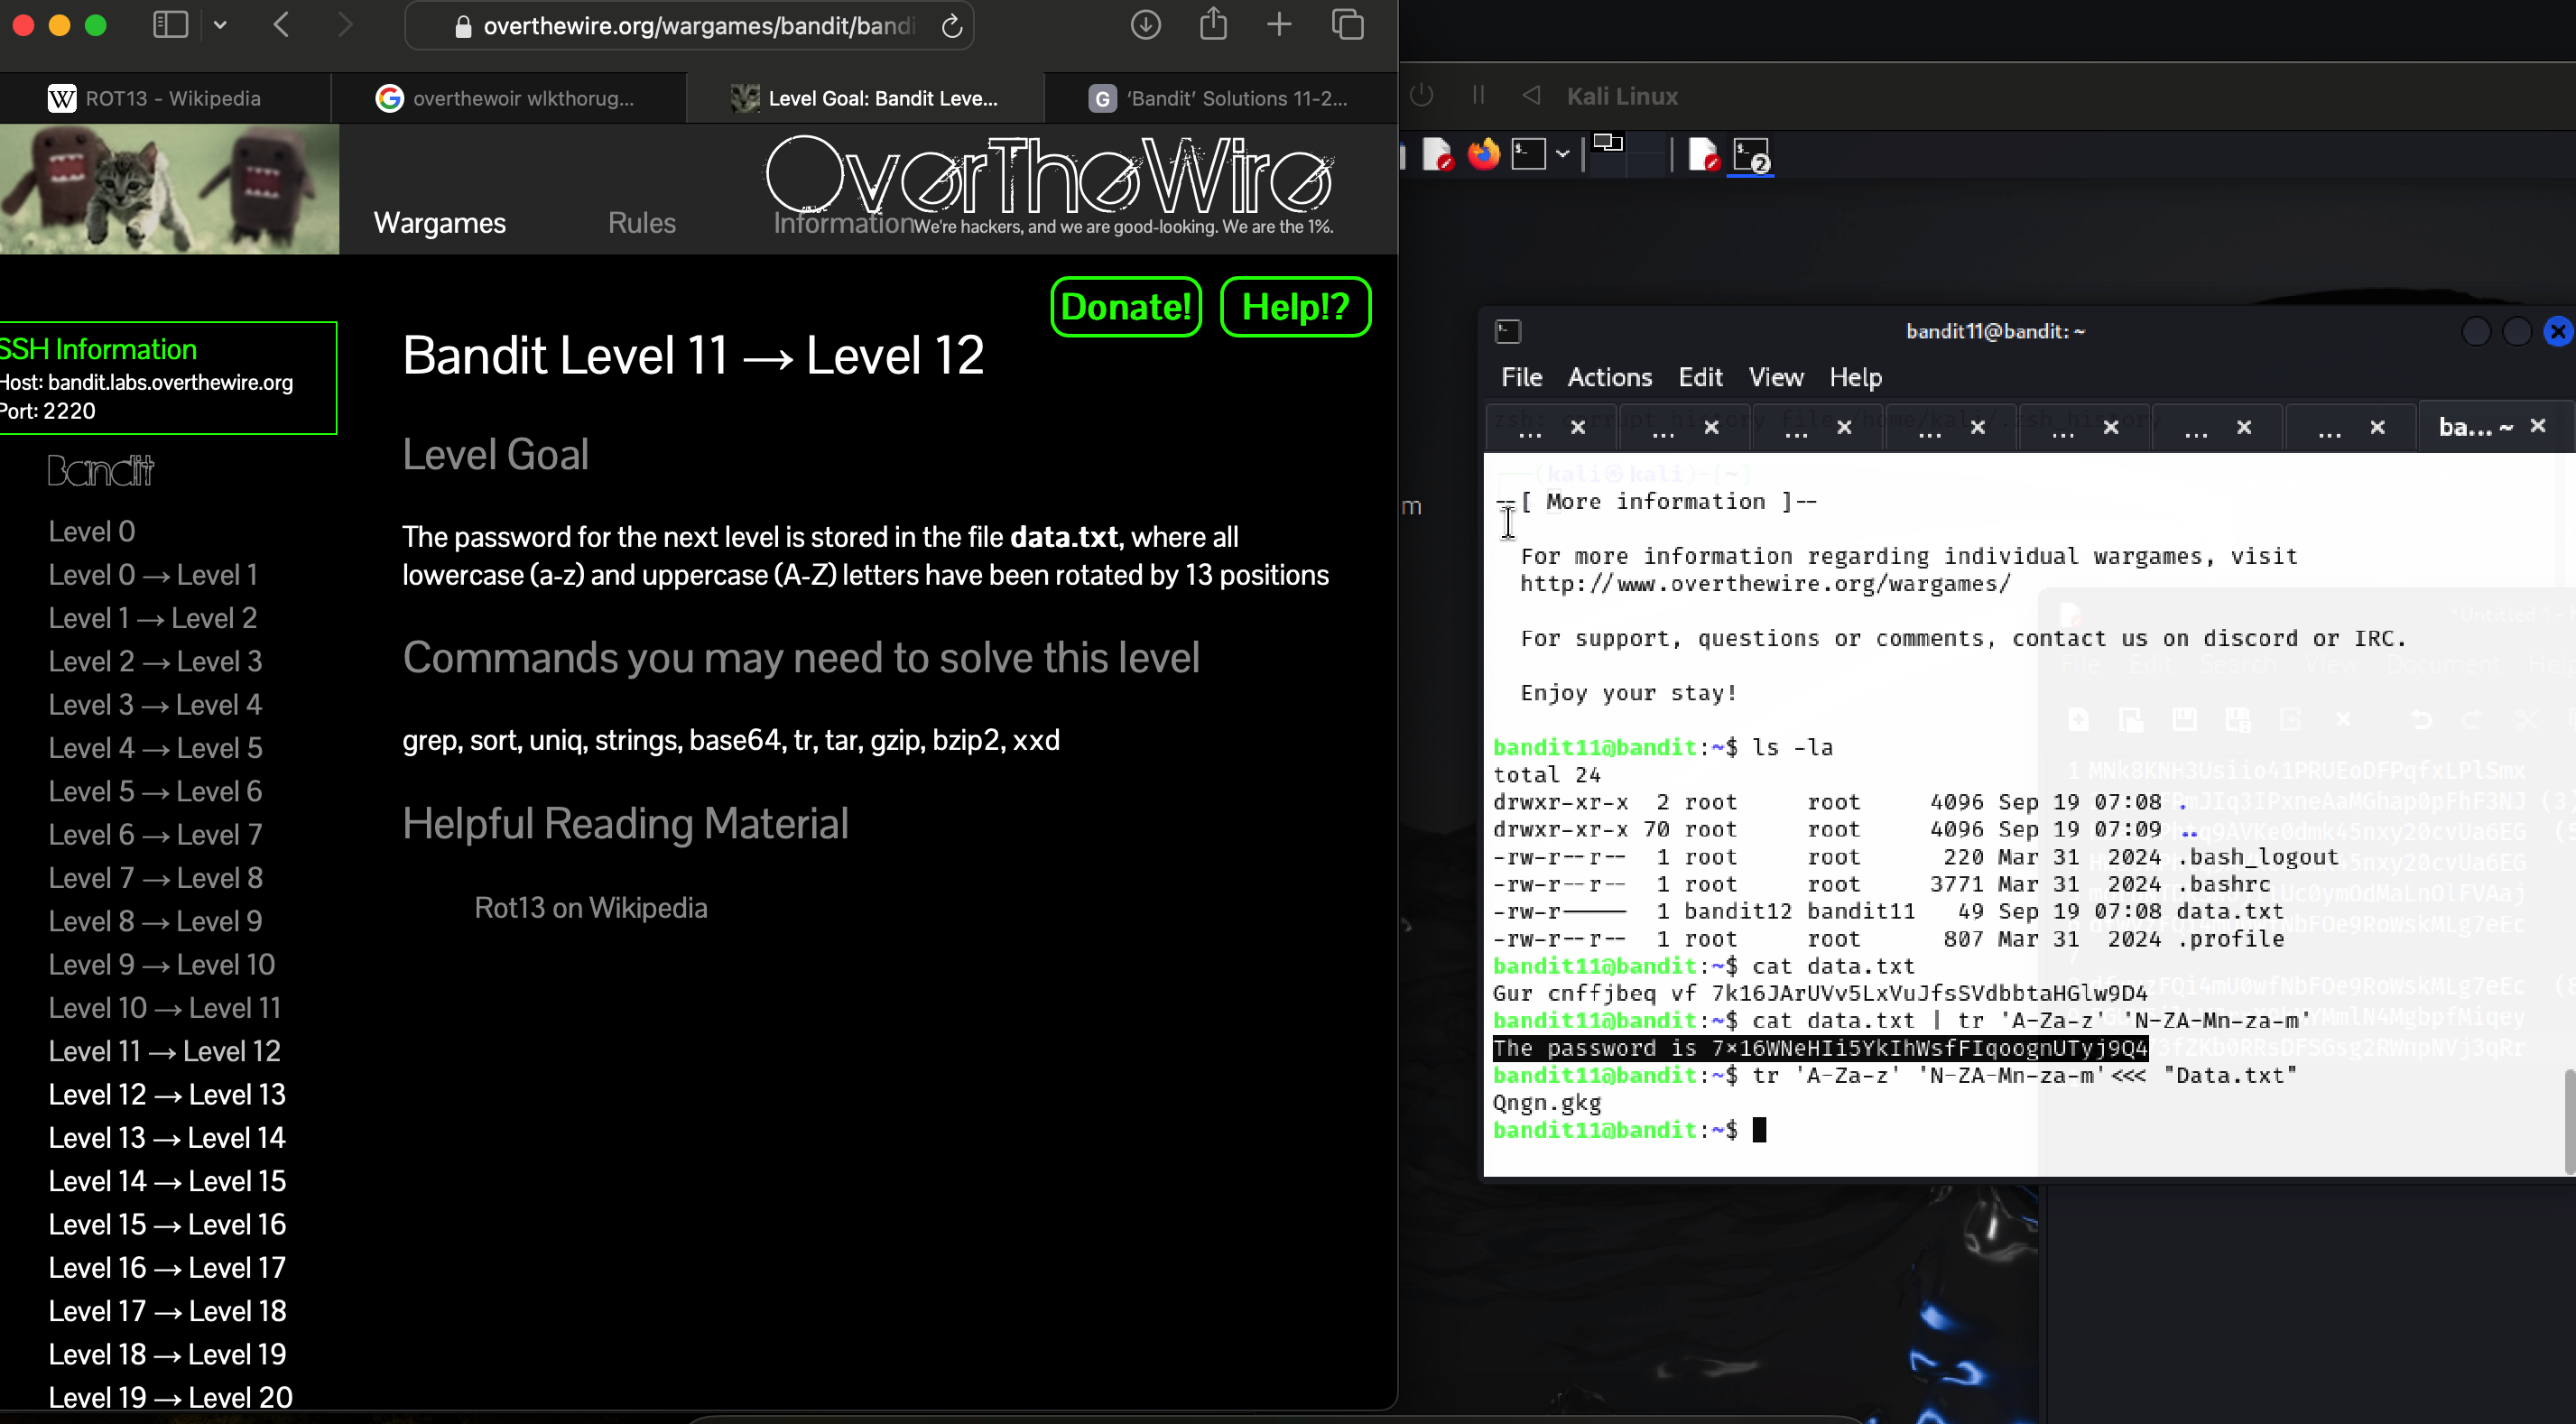 overthewire.org/wargames/bandit/bandi
ROT13 - Wikipedia
overthewoir wlkthorug...
Level Goal: Bandit Leve...
'Bandit' Solutions 11-2...
OverTheWire
We're hackers, and we are good-looking. We are the 1%.
Wargames
Rules
Information
Donate!
Help!?
SSH Information
Host: bandit.labs.overthewire.org
Port: 2220
Bandit
Level 0
Level 0 → Level 1
Level 1 → Level 2
Level 2 → Level 3
Level 3 → Level 4
Level 4 → Level 5
Level 5 → Level 6
Level 6 → Level 7
Level 7 → Level 8
Level 8 → Level 9
Level 9 → Level 10
Level 10 → Level 11
Level 11 → Level 12
Level 12 → Level 13
Level 13 → Level 14
Level 14 → Level 15
Level 15 → Level 16
Level 16 → Level 17
Level 17 → Level 18
Level 18 → Level 19
Level 19 → Level 20
Bandit Level 11 → Level 12
Level Goal
The password for the next level is stored in the file data.txt, where all
lowercase (a-z) and uppercase (A-Z) letters have been rotated by 13 positions
Commands you may need to solve this level
grep, sort, uniq, strings, base64, tr, tar, gzip, bzip2, xxd
Helpful Reading Material
Rot13 on Wikipedia
Kali Linux
bandit11@bandit: ~
File Actions Edit View Help
ba... ~
--[ More information ]--
For more information regarding individual wargames, visit
http://www.overthewire.org/wargames/
For support, questions or comments, contact us on discord or IRC.
Enjoy your stay!
bandit11@bandit:~$ ls -la
total 24
drwxr-xr-x 2 root root 4096 Sep 19 07:08 .
drwxr-xr-x 70 root root 4096 Sep 19 07:09 ..
-rw-r--r-- 1 root root 220 Mar 31 2024 .bash_logout
-rw-r--r-- 1 root root 3771 Mar 31 2024 .bashrc
-rw-r----- 1 bandit12 bandit11 49 Sep 19 07:08 data.txt
-rw-r--r-- 1 root root 807 Mar 31 2024 .profile
bandit11@bandit:~$ cat data.txt
Gur cnffjbeq vf 7k16JArUVv5LxVuJfsSVdbbtaHGlw9D4
bandit11@bandit:~$ cat data.txt | tr 'A-Za-z' 'N-ZA-Mn-za-m'
The password is 7x16WNeHIi5YkIhWsfFIqoognUTyj9Q4
bandit11@bandit:~$ tr 'A-Za-z' 'N-ZA-Mn-za-m'<<< "Data.txt"
Qngn.gkg
bandit11@bandit:~$